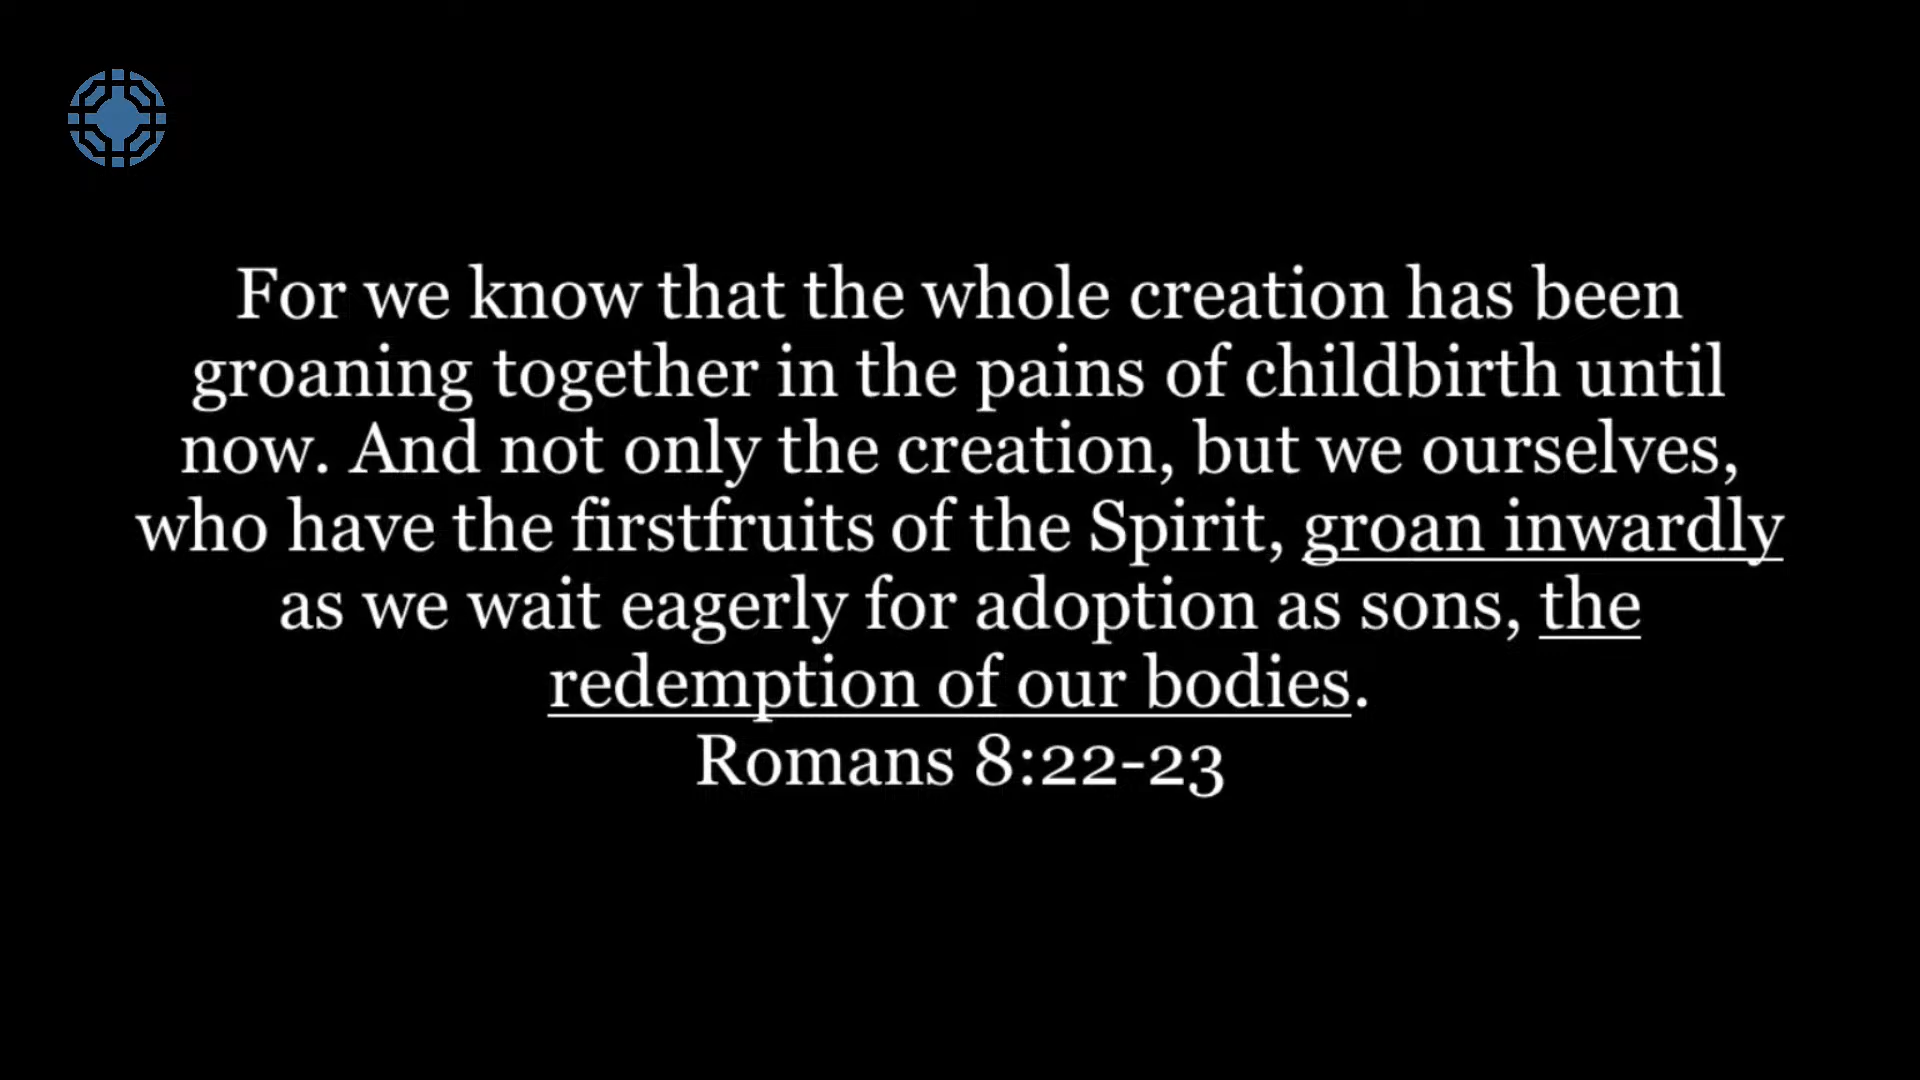 For we know that the whole creation has been
groaning together in the pains of childbirth until
now. And not only the creation, but we ourselves,
who have the firstfruits of the Spirit, groan inwardly
as we wait eagerly for adoption as sons, the
redemption of our bodies.
Romans 8:22-23